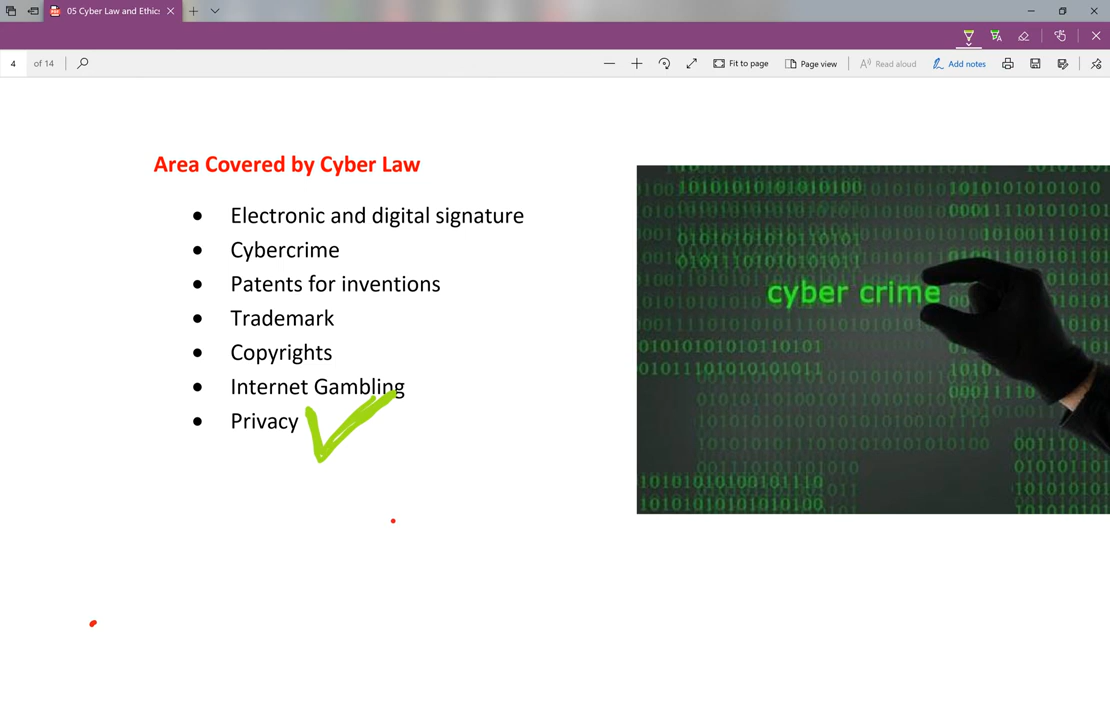 05 Cyber Law and Ethics
4 of 14
Fit to page
Page view
Read aloud
Add notes
Area Covered by Cyber Law
• Electronic and digital signature
• Cybercrime
• Patents for inventions
• Trademark
• Copyrights
• Internet Gambling
• Privacy
cyber crime